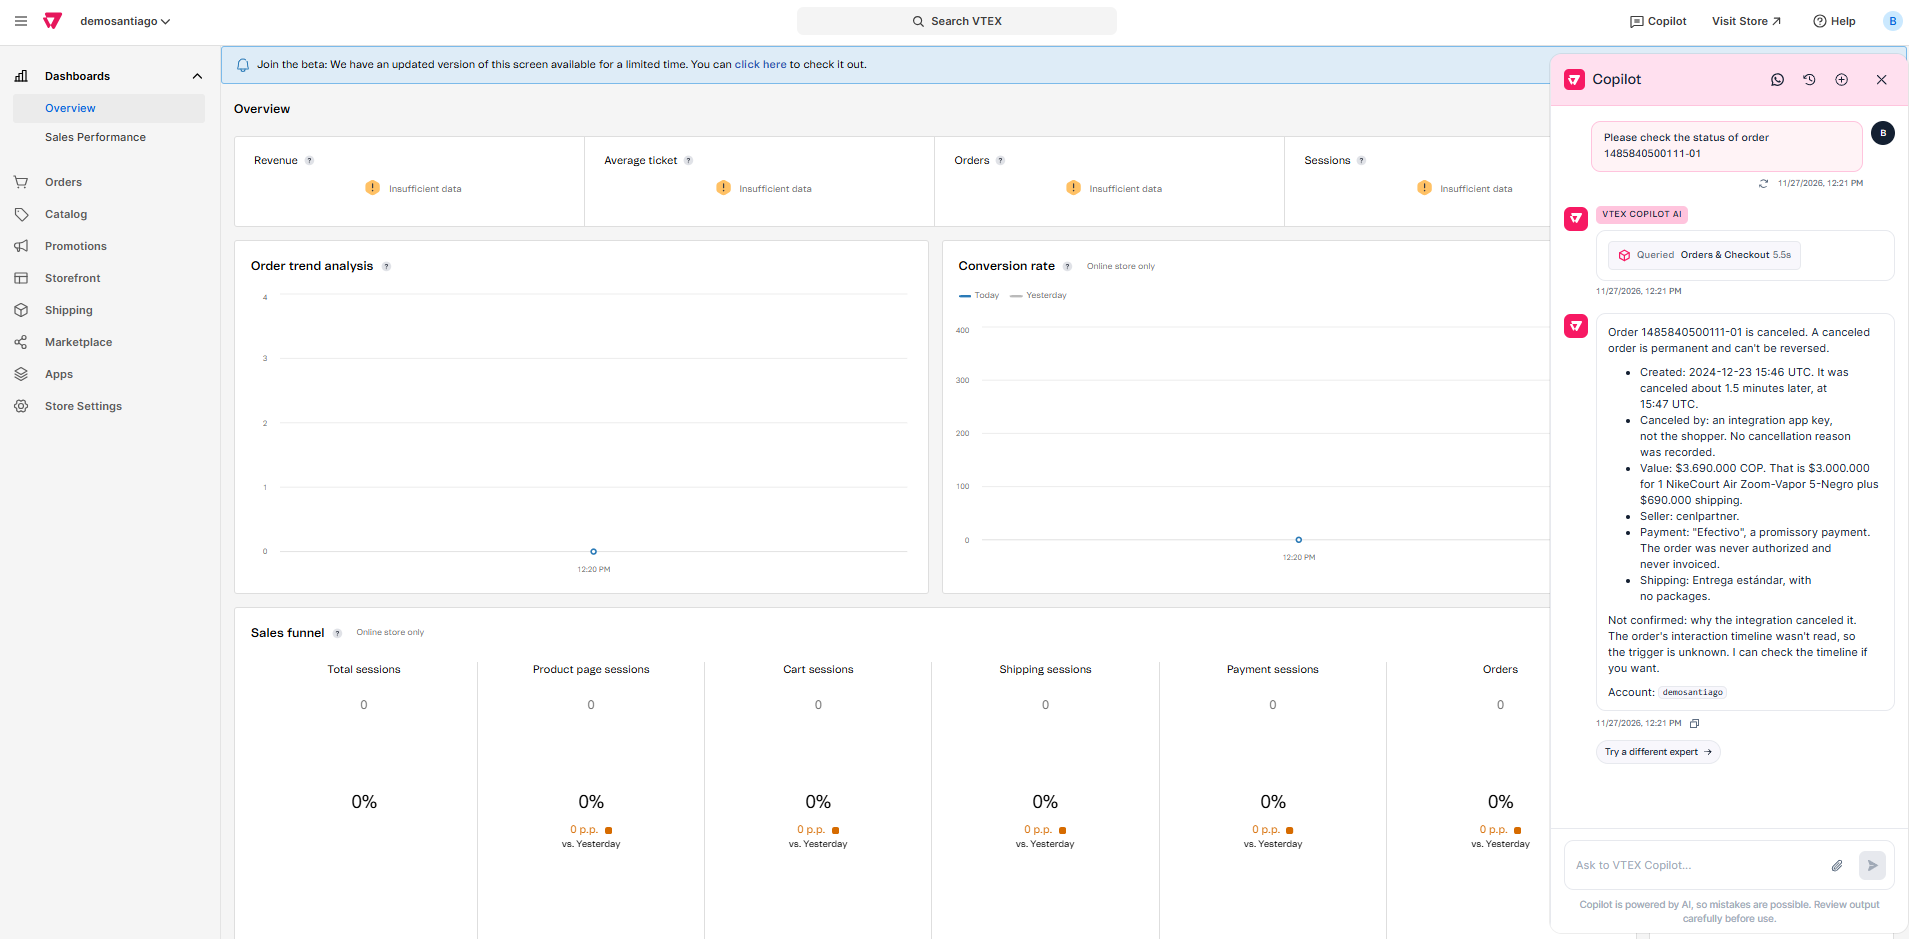 demosantiago
Search VTEX
Copilot
Visit Store
Help
B
Dashboards
Overview
Sales Performance
Orders
Catalog
Promotions
Storefront
Shipping
Marketplace
Apps
Store Settings
Join the beta: We have an updated version of this screen available for a limited time. You can click here to check it out.
Overview
Revenue ?
! Insufficient data
Average ticket ?
! Insufficient data
Orders ?
! Insufficient data
Sessions ?
! Insufficient data
Order trend analysis ?
4
3
2
1
0
12:20 PM
Conversion rate ? Online store only
Today Yesterday
400
300
200
100
0
12:20 PM
Sales funnel ? Online store only
Total sessions
0
0%
Product page sessions
0
0%
0 p.p.
vs. Yesterday
Cart sessions
0
0%
0 p.p.
vs. Yesterday
Shipping sessions
0
0%
0 p.p.
vs. Yesterday
Payment sessions
0
0%
0 p.p.
vs. Yesterday
Orders
0
0%
0 p.p.
vs. Yesterday
Copilot
Please check the status of order
1485840500111-01
B
11/27/2026, 12:21 PM
VTEX COPILOT AI
Queried Orders & Checkout 5.5s
11/27/2026, 12:21 PM
Order 1485840500111-01 is canceled. A canceled
order is permanent and can't be reversed.
• Created: 2024-12-23 15:46 UTC. It was
canceled about 1.5 minutes later, at
15:47 UTC.
• Canceled by: an integration app key,
not the shopper. No cancellation reason
was recorded.
• Value: $3.690.000 COP. That is $3.000.000
for 1 NikeCourt Air Zoom-Vapor 5-Negro plus
$690.000 shipping.
• Seller: cenlpartner.
• Payment: "Efectivo", a promissory payment.
The order was never authorized and
never invoiced.
• Shipping: Entrega estándar, with
no packages.
Not confirmed: why the integration canceled it.
The order's interaction timeline wasn't read, so
the trigger is unknown. I can check the timeline if
you want.
Account: demosantiago
11/27/2026, 12:21 PM
Try a different expert →
Ask to VTEX Copilot...
Copilot is powered by AI, so mistakes are possible. Review output
carefully before use.